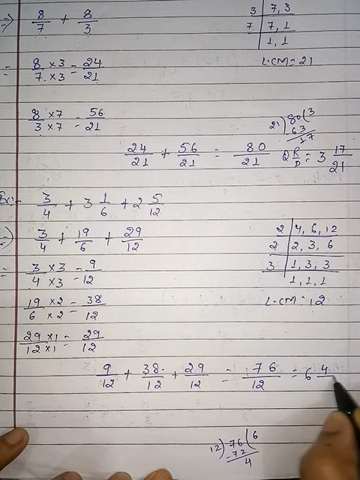 ⇒) 8/7 + 8/3
3 | 7, 3
7 | 7, 1
1, 1
L.CM = 21
= 8 × 3 / 7 × 3 = 24/21
8 × 7 / 3 × 7 = 56/21
21) 80 (3
63
17
24/21 + 56/21 = 80/21 = 3 17/21
3/4 + 3 1/6 + 2 5/12
⇒) 3/4 + 19/6 + 29/12
2 | 4, 6, 12
2 | 2, 3, 6
3 | 1, 3, 3
1, 1, 1
L.CM = 12
= 3 × 3 / 4 × 3 = 9/12
19 × 2 / 6 × 2 = 38/12
29 × 1 / 12 × 1 = 29/12
9/12 + 38/12 + 29/12 = 76/12 = 6 4/
12) 76 (6
-72
4